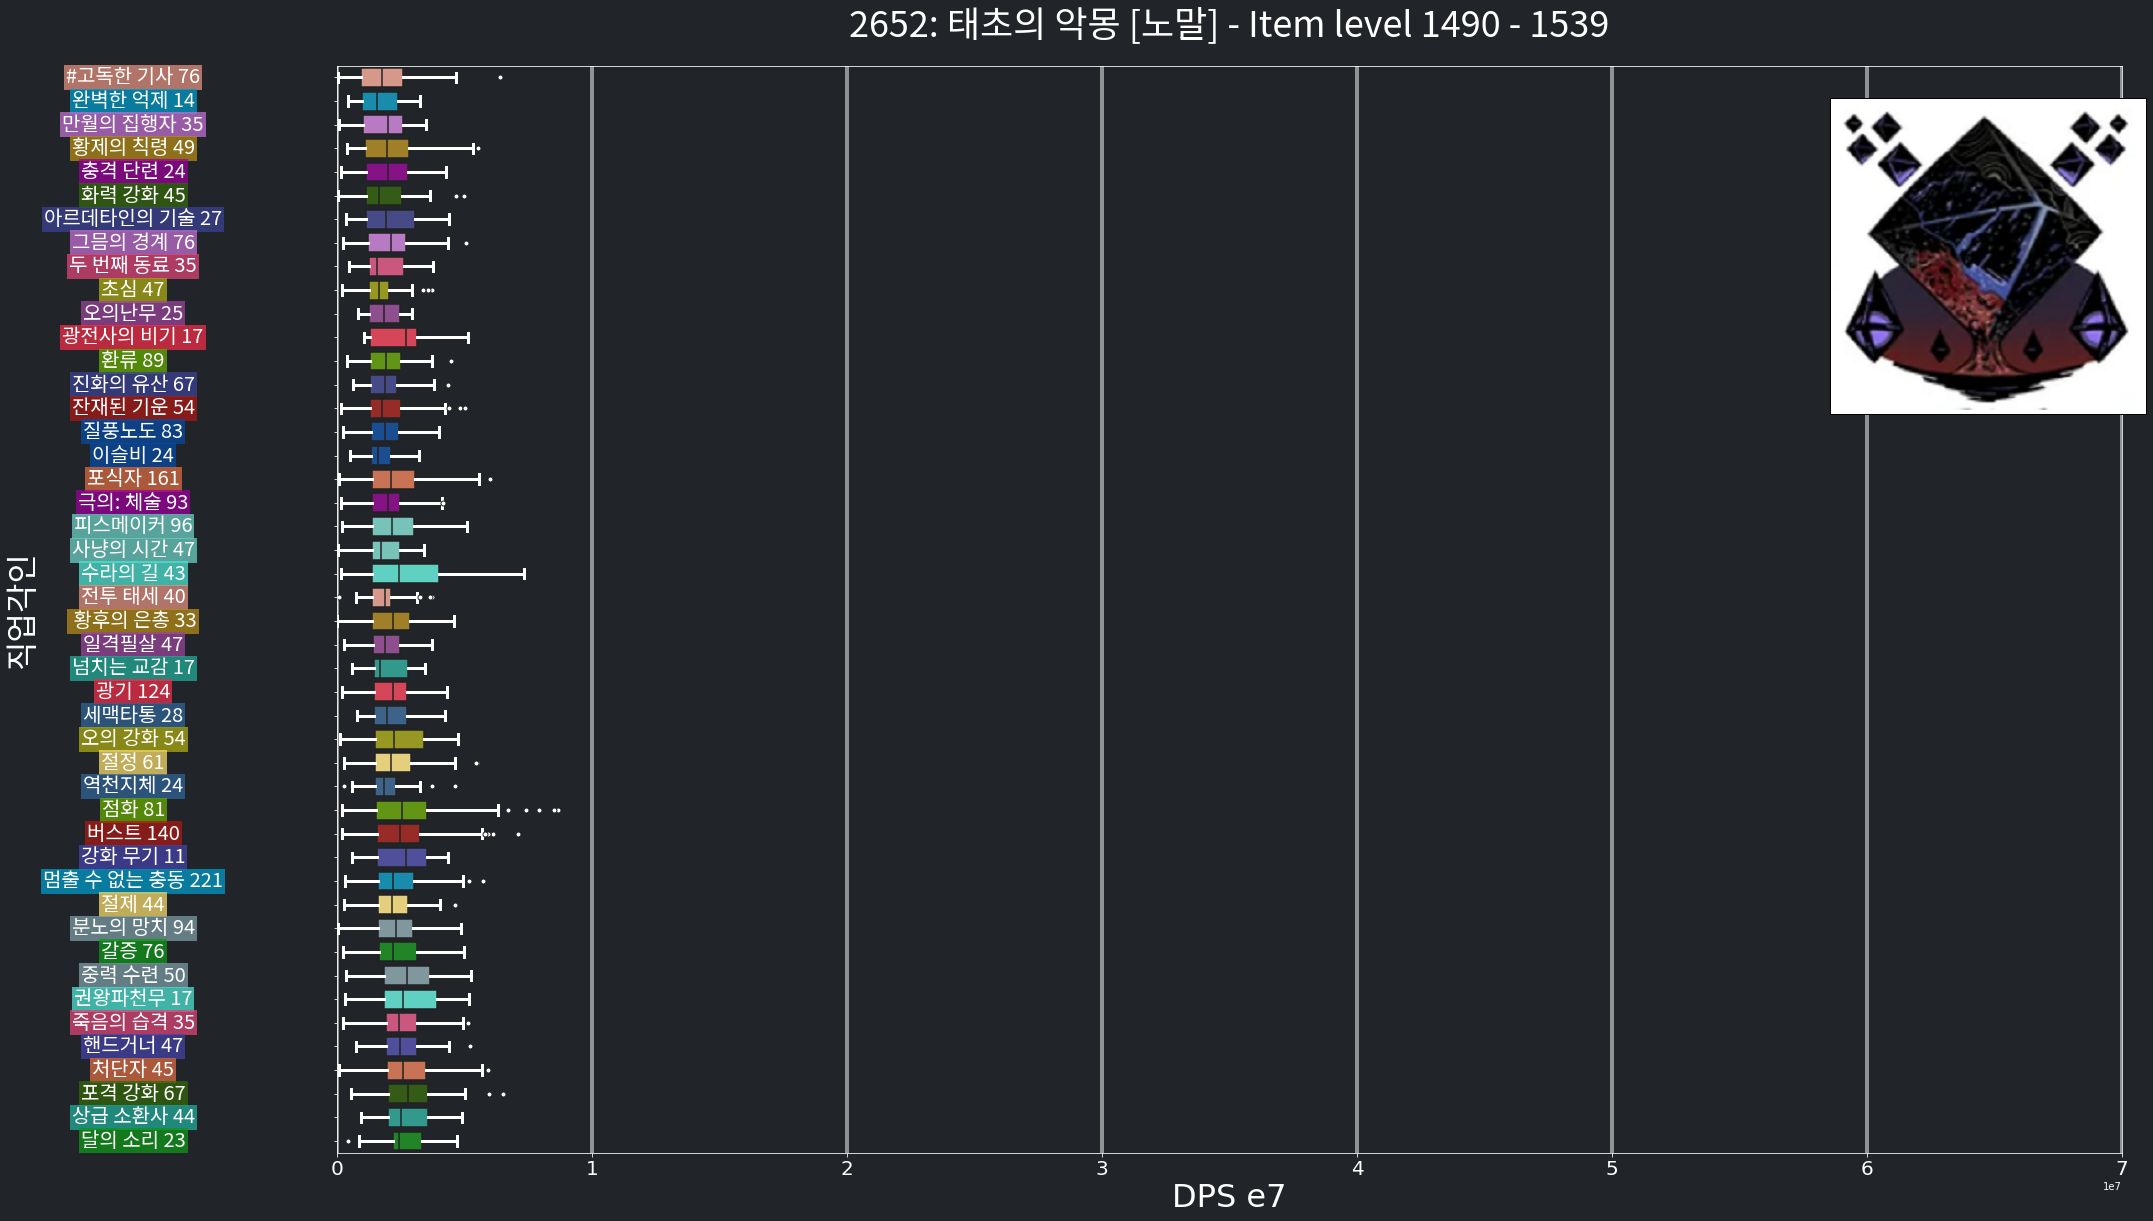 2652: 태초의 악몽 [노말] - Item level 1490 - 1539
#고독한 기사 76
완벽한 억제 14
만월의 집행자 35
황제의 칙령 49
충격 단련 24
화력 강화 45
아르데타인의 기술 27
그믐의 경계 76
두 번째 동료 35
초심 47
오의난무 25
광전사의 비기 17
환류 89
진화의 유산 67
잔재된 기운 54
질풍노도 83
이슬비 24
포식자 161
극의: 체술 93
피스메이커 96
사냥의 시간 47
수라의 길 43
전투 태세 40
황후의 은총 33
일격필살 47
넘치는 교감 17
광기 124
세맥타통 28
오의 강화 54
절정 61
역천지체 24
점화 81
버스트 140
강화 무기 11
멈출 수 없는 충동 221
절제 44
분노의 망치 94
갈증 76
중력 수련 50
권왕파천무 17
죽음의 습격 35
핸드거너 47
처단자 45
포격 강화 67
상급 소환사 44
달의 소리 23
직업각인
0 1 2 3 4 5 6 7
1e7
DPS e7